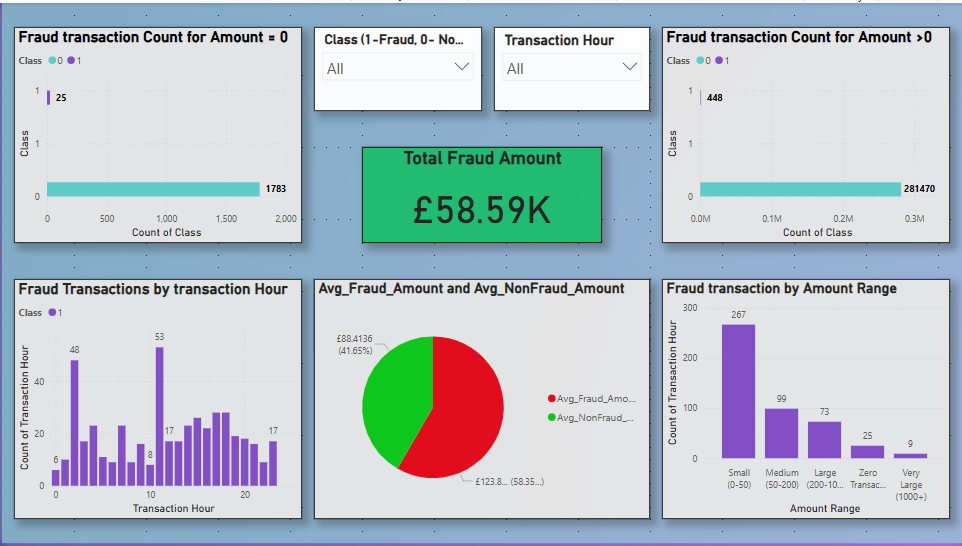 Fraud transaction Count for Amount = 0
Class 0 1
1
25
1
Class
0
1783
0 500 1,000 1,500 2,000
Count of Class
Class (1-Fraud, 0- No...
All
Transaction Hour
All
Fraud transaction Count for Amount >0
Class 0 1
1
448
1
Class
0
281470
0.0M 0.1M 0.2M 0.3M
Count of Class
Total Fraud Amount
£58.59K
Fraud Transactions by transaction Hour
Class 1
Count of Transaction Hour
40
20
0
6
48
8
53
17
17
0 10 20
Transaction Hour
Avg_Fraud_Amount and Avg_NonFraud_Amount
£88.4136
(41.65%)
£123.8... (58.35...)
Avg_Fraud_Amo...
Avg_NonFraud_...
Fraud transaction by Amount Range
Count of Transaction Hour
300
200
100
0
267
99
73
25
9
Small
(0-50)
Medium
(50-200)
Large
(200-10...
Zero
Transac...
Very
Large
(1000+)
Amount Range